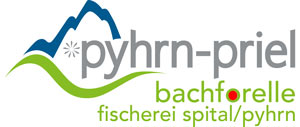 pyhrn-priel
bachforelle
fischerei spital/pyhrn